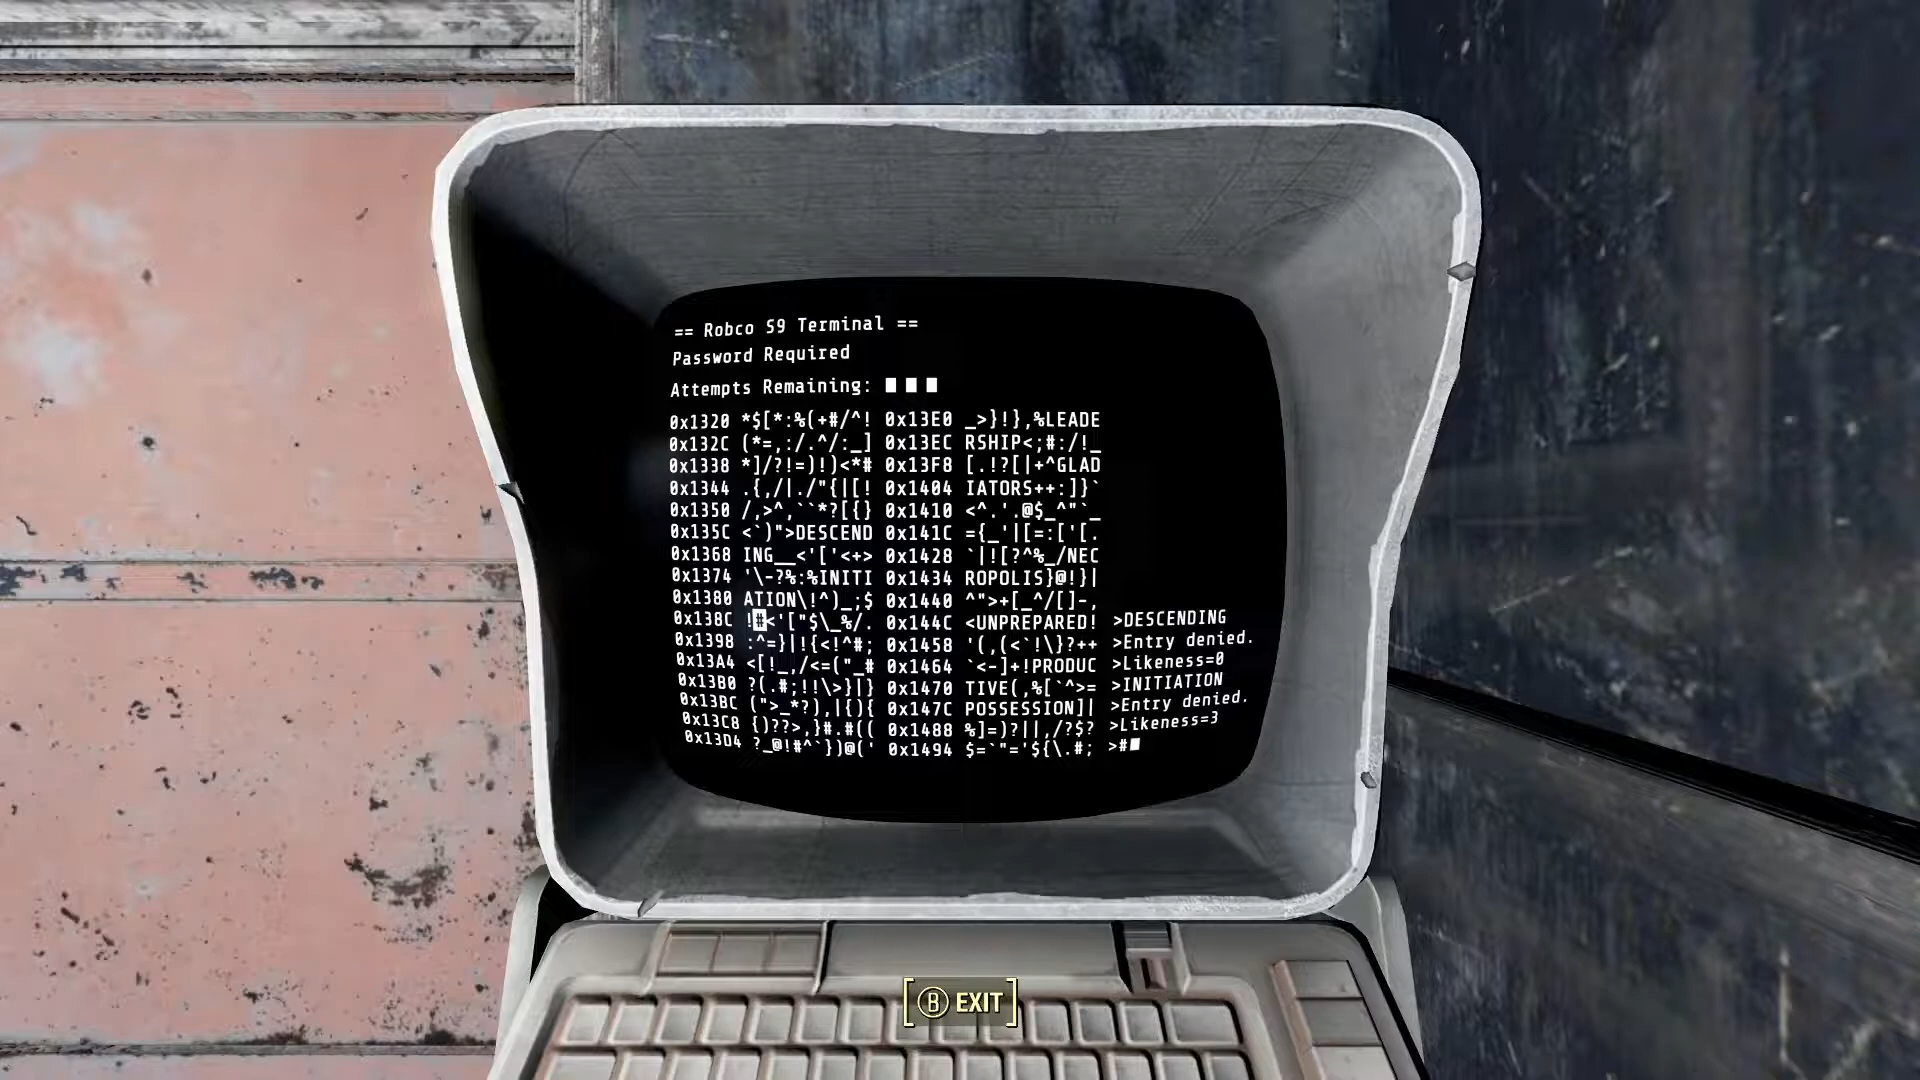 == Robco S9 Terminal ==
Password Required
Attempts Remaining: ■ ■ ■
0x1320 *$[*:%(+#/^! 0x13E0 _>}!},%LEADE
0x132C (*=,:/.^/:_] 0x13EC RSHIP<;#:/!_
0x1338 *]/?!=)!)<*# 0x13F8 [.!?[|+^GLAD
0x1344 .{,/|./"{|[! 0x1404 IATORS++:]}`
0x1350 /,>^,``*?[{} 0x1410 <^.'.@$_^"`_
0x135C <`)">DESCEND 0x141C ={_'|[=:['[.
0x1368 ING__<'['<+> 0x1428 `|![?^%_/NEC
0x1374 '\-?%:%INITI 0x1434 ROPOLIS}@!}|
0x1380 ATION\!^)_;$ 0x1440 ^">+[_^/[]-,
0x138C !#<'["$\_%/. 0x144C <UNPREPARED! >DESCENDING
0x1398 :^=}|!{<!^#; 0x1458 '(,(<`!\}?++ >Entry denied.
0x13A4 <[!_,/<=("_# 0x1464 `<-]+!PRODUC >Likeness=0
0x13B0 ?(.#;!!\>}|} 0x1470 TIVE(,%[`^>= >INITIATION
0x13BC (">_*?),|{){ 0x147C POSSESSION]| >Entry denied.
0x13C8 {)??>,}#.#(( 0x1488 %]=)?||,/?$? >Likeness=3
0x13D4 ?_@!#^`})@(' 0x1494 $=`"='${\.#; >#■
[B EXIT]